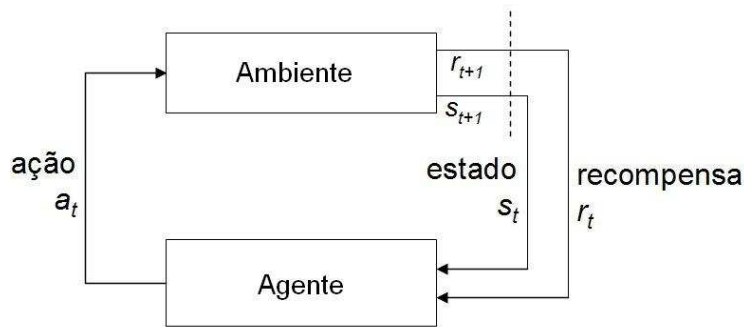 Ambiente
r_{t+1}
s_{t+1}
ação
a_t
estado
s_t
recompensa
r_t
Agente